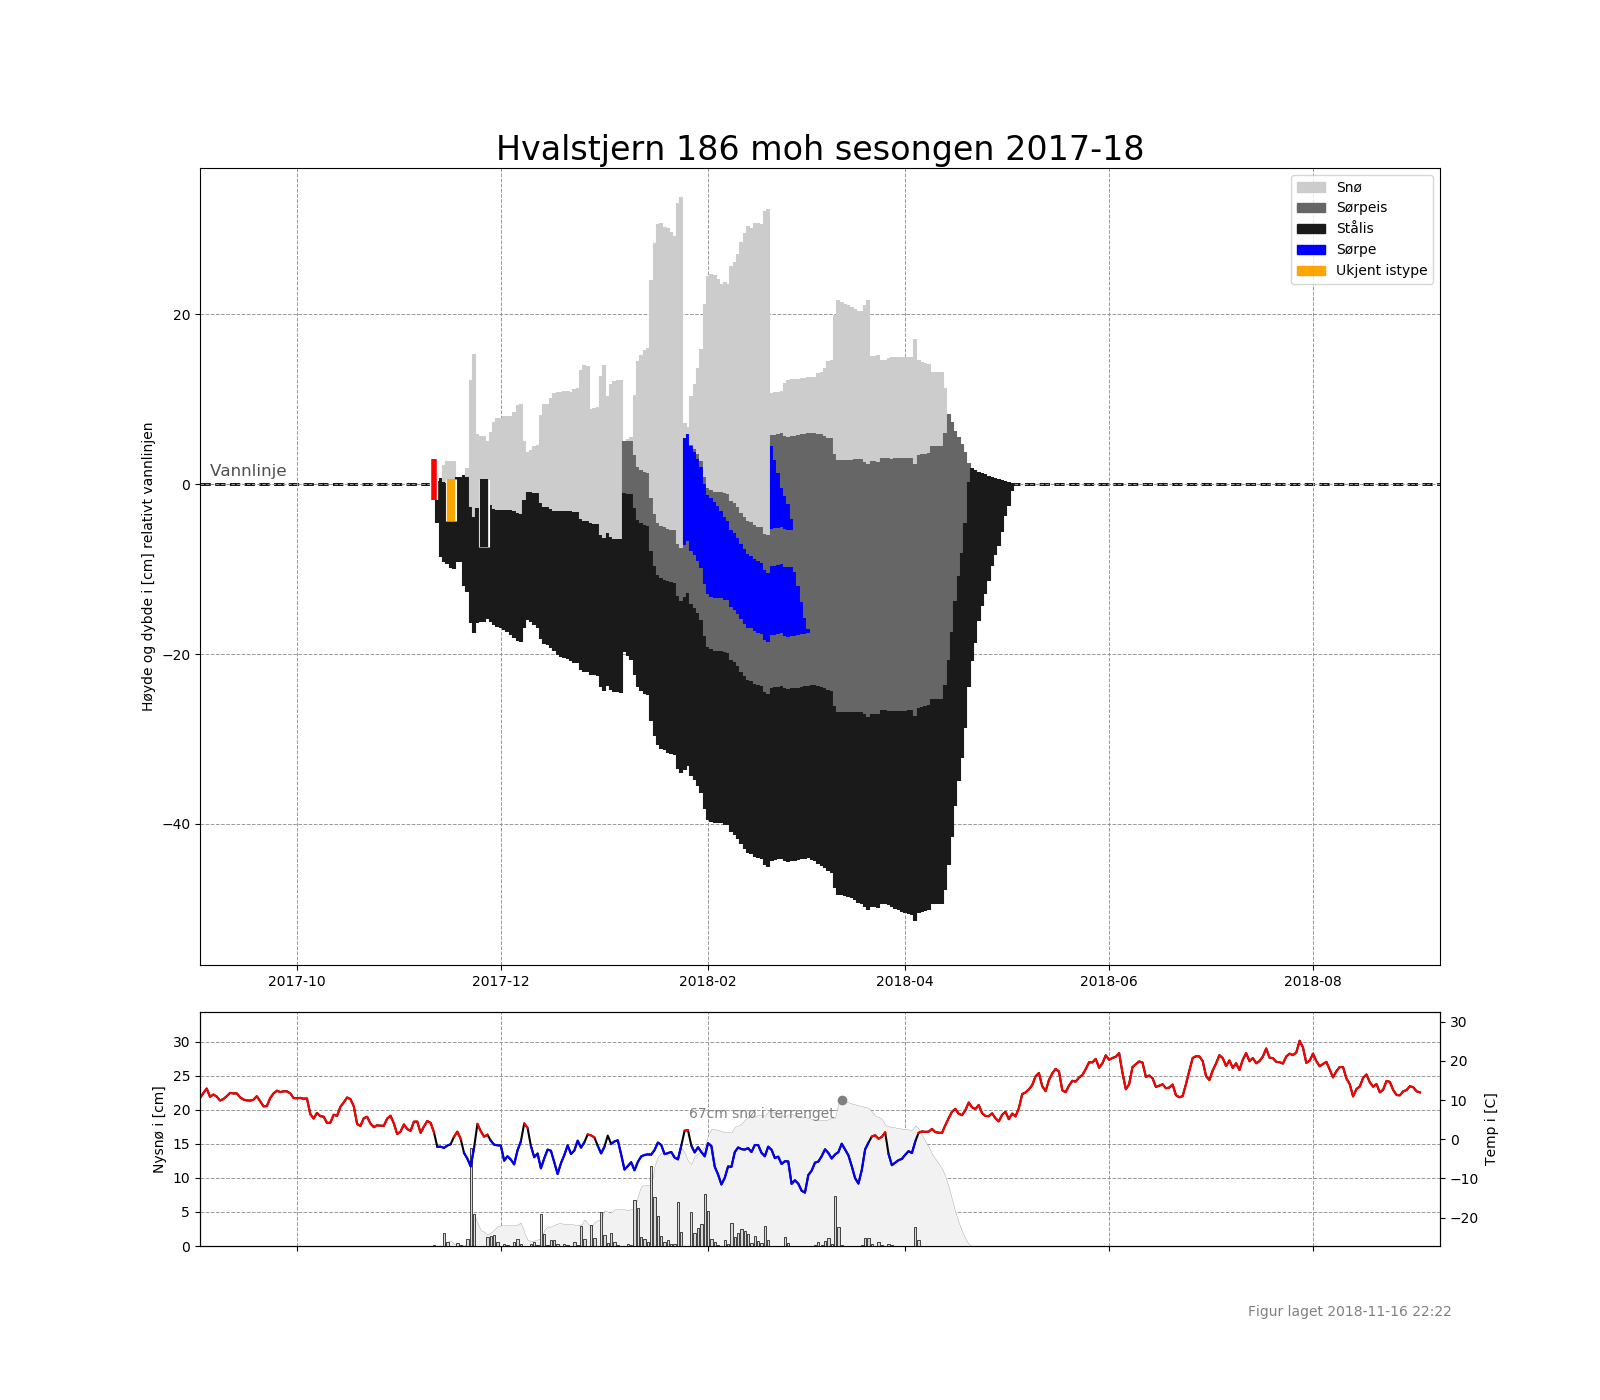 Hvalstjern 186 moh sesongen 2017-18
Snø
Sørpeis
Stålis
Sørpe
Ukjent istype
Høyde og dybde i [cm] relativt vannlinjen
20
0
−20
−40
Vannlinje
2017-10 2017-12 2018-02 2018-04 2018-06 2018-08
Nysnø i [cm]
30
25
20
15
10
5
0
67cm snø i terrenget
30
20
10
0
−10
−20
Temp i [C]
Figur laget 2018-11-16 22:22